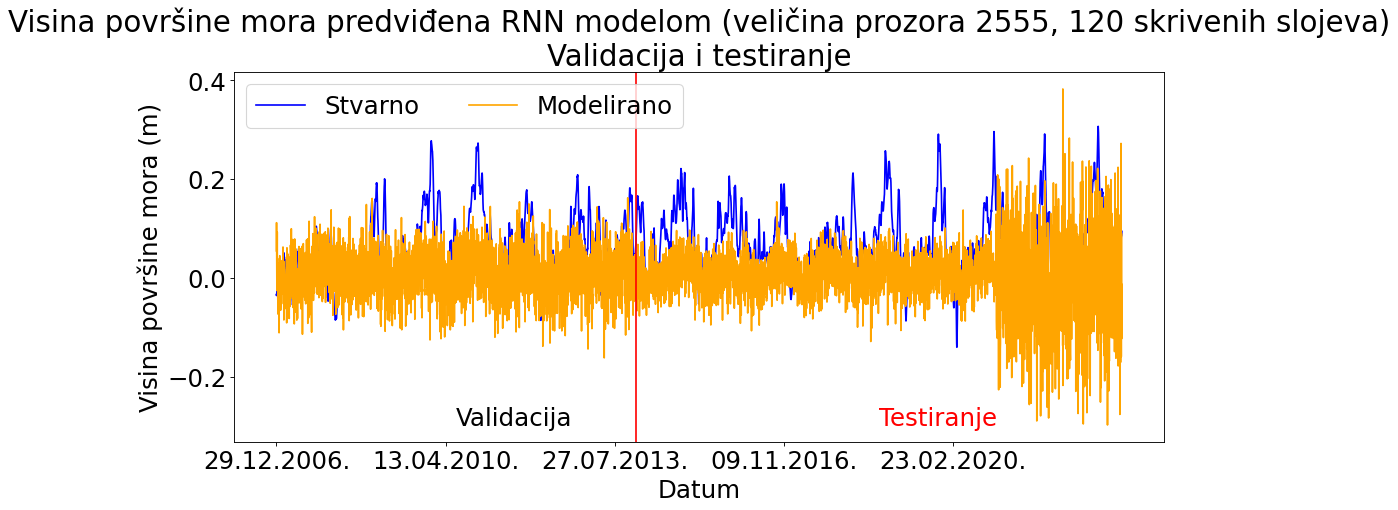 Visina površine mora predviđena RNN modelom (veličina prozora 2555, 120 skrivenih slojeva)
Validacija i testiranje
Stvarno
Modelirano
Visina površine mora (m)
0.4
0.2
0.0
−0.2
Validacija
Testiranje
29.12.2006.
13.04.2010.
27.07.2013.
09.11.2016.
23.02.2020.
Datum